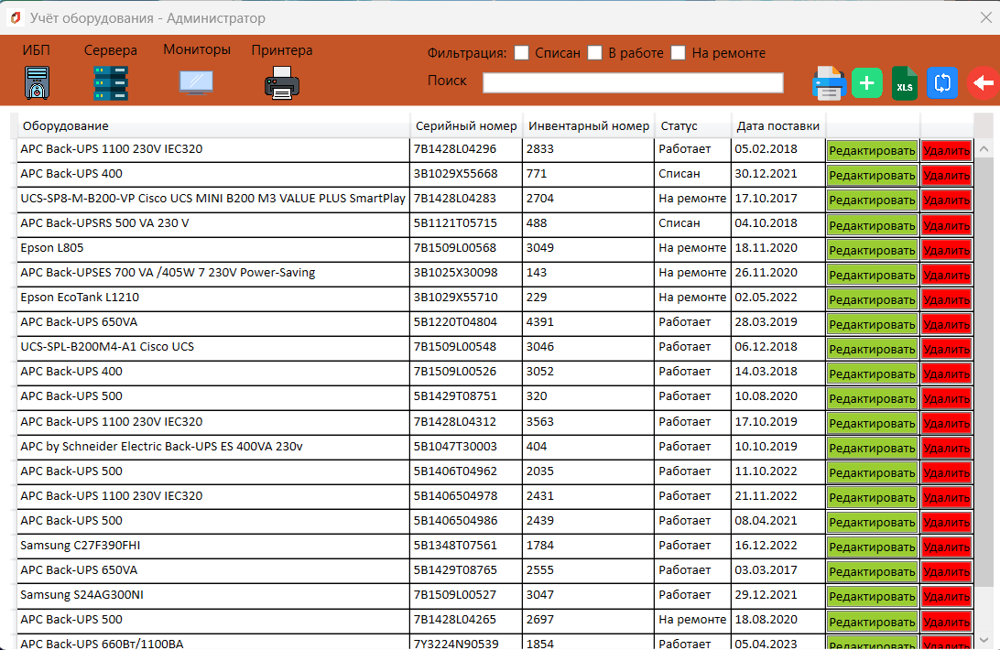 Учёт оборудования - Администратор
ИБП Сервера Мониторы Принтера
Фильтрация: Списан В работе На ремонте
Поиск
XLS
Оборудование Серийный номер Инвентарный номер Статус Дата поставки
APC Back-UPS 1100 230V IEC320 7B1428L04296 2833 Работает 05.02.2018 Редактировать Удалить
APC Back-UPS 400 3B1029X55668 771 Списан 30.12.2021 Редактировать Удалить
UCS-SP8-M-B200-VP Cisco UCS MINI B200 M3 VALUE PLUS SmartPlay 7B1428L04283 2704 На ремонте 17.10.2017 Редактировать Удалить
APC Back-UPSRS 500 VA 230 V 5B1121T05715 488 Списан 04.10.2018 Редактировать Удалить
Epson L805 7B1509L00568 3049 На ремонте 18.11.2020 Редактировать Удалить
APC Back-UPSES 700 VA /405W 7 230V Power-Saving 3B1025X30098 143 На ремонте 26.11.2020 Редактировать Удалить
Epson EcoTank L1210 3B1029X55710 229 На ремонте 02.05.2022 Редактировать Удалить
APC Back-UPS 650VA 5B1220T04804 4391 Работает 28.03.2019 Редактировать Удалить
UCS-SPL-B200M4-A1 Cisco UCS 7B1509L00548 3046 Работает 06.12.2018 Редактировать Удалить
APC Back-UPS 400 7B1509L00526 3052 Работает 14.03.2018 Редактировать Удалить
APC Back-UPS 500 5B1429T08751 320 Работает 10.08.2020 Редактировать Удалить
APC Back-UPS 1100 230V IEC320 7B1428L04312 3563 Работает 17.10.2019 Редактировать Удалить
APC by Schneider Electric Back-UPS ES 400VA 230v 5B1047T30003 404 Работает 10.10.2019 Редактировать Удалить
APC Back-UPS 500 5B1406T04962 2035 Работает 11.10.2022 Редактировать Удалить
APC Back-UPS 1100 230V IEC320 5B1406504978 2431 Работает 21.11.2022 Редактировать Удалить
APC Back-UPS 500 5B1406504986 2439 Работает 08.04.2021 Редактировать Удалить
Samsung C27F390FHI 5B1348T07561 1784 Работает 16.12.2022 Редактировать Удалить
APC Back-UPS 650VA 5B1429T08765 2555 Работает 03.03.2017 Редактировать Удалить
Samsung S24AG300NI 7B1509L00527 3047 Работает 29.12.2021 Редактировать Удалить
APC Back-UPS 500 7B1428L04265 2697 На ремонте 18.08.2020 Редактировать Удалить
APC Back-UPS 660Вт/1100ВА 7Y3224N90539 1854 Работает 05.04.2023 Редактировать Удалить